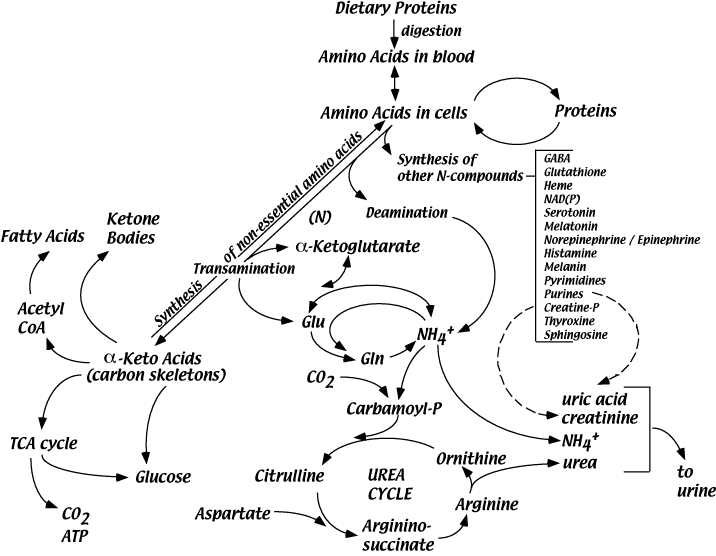 Dietary Proteins
digestion
Amino Acids in blood
Amino Acids in cells
Proteins
Synthesis of
other N-compounds
GABA
Glutathione
Heme
NAD(P)
Serotonin
Melatonin
Norepinephrine / Epinephrine
Histamine
Melanin
Pyrimidines
Purines
Creatine-P
Thyroxine
Sphingosine
Synthesis of non-essential amino acids
(N)
Deamination
Transamination
α-Ketoglutarate
Fatty Acids
Ketone
Bodies
Acetyl
CoA
α-Keto Acids
(carbon skeletons)
Glu
Gln
NH4+
CO2
Carbamoyl-P
TCA cycle
Glucose
CO2
ATP
Citrulline
UREA
CYCLE
Ornithine
Aspartate
Arginino-
succinate
Arginine
uric acid
creatinine
NH4+
urea
to
urine